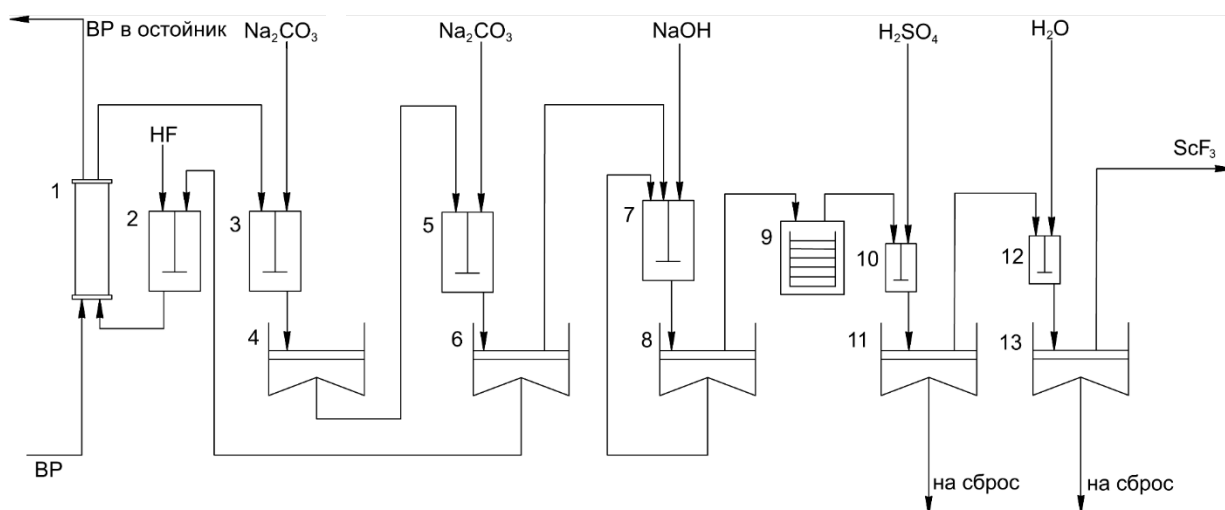 ВР в остойник
Na₂CO₃
Na₂CO₃
NaOH
H₂SO₄
H₂O
HF
ScF₃
1
2
3
5
7
9
10
12
4
6
8
11
13
ВР
на сброс
на сброс